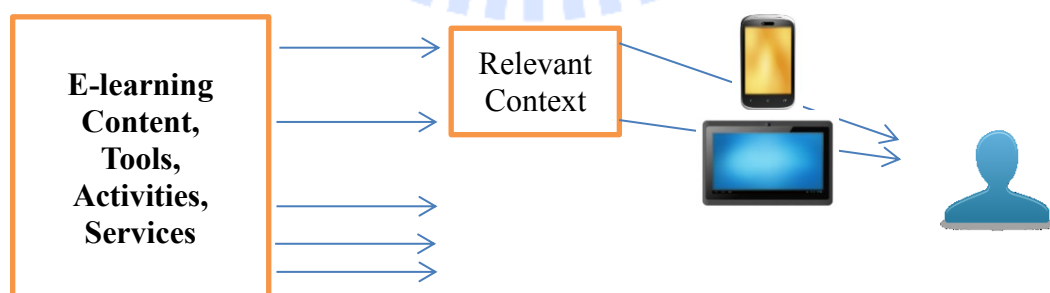 E-learning
Content,
Tools,
Activities,
Services
Relevant
Context